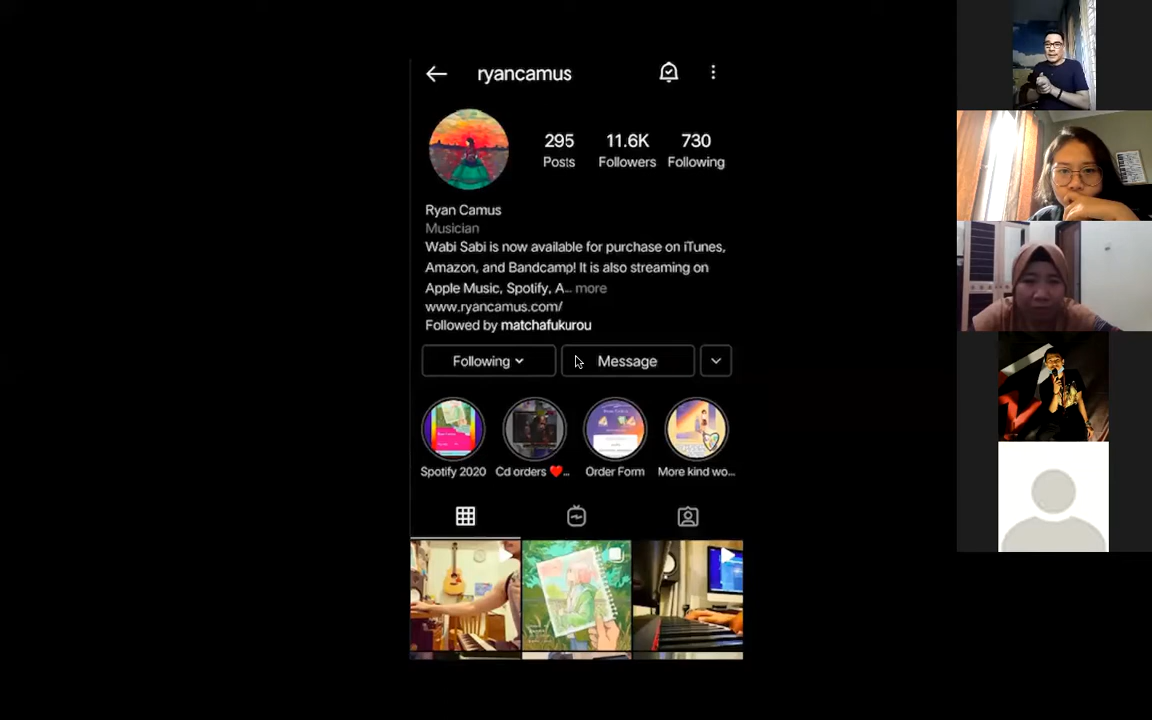 ryancamus
295 11.6K 730
Posts Followers Following
Ryan Camus
Musician
Wabi Sabi is now available for purchase on iTunes,
Amazon, and Bandcamp! It is also streaming on
Apple Music, Spotify, A... more
www.ryancamus.com/
Followed by matchafukurou
Following Message
Spotify 2020 Cd orders ❤️... Order Form More kind wo...